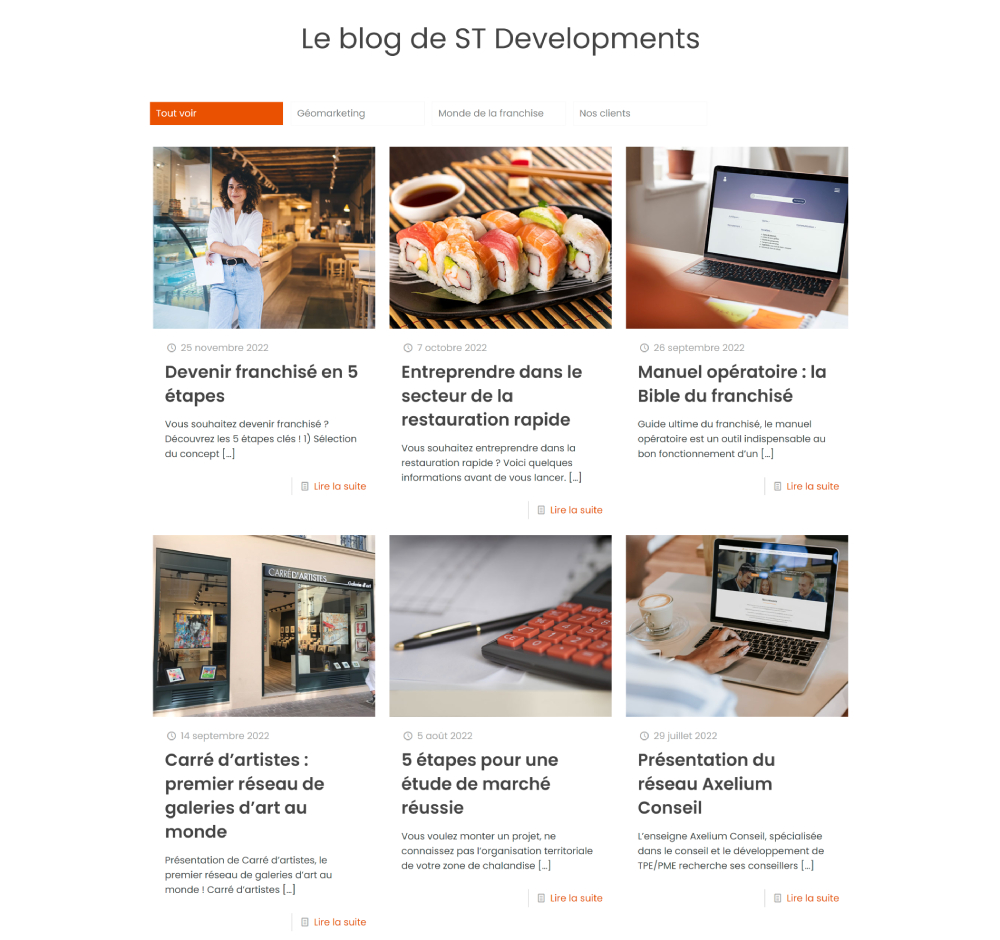 Le blog de ST Developments
Tout voir
Géomarketing
Monde de la franchise
Nos clients
25 novembre 2022
Devenir franchisé en 5
étapes
Vous souhaitez devenir franchisé ?
Découvrez les 5 étapes clés ! 1) Sélection
du concept [...]
Lire la suite
7 octobre 2022
Entreprendre dans le
secteur de la
restauration rapide
Vous souhaitez entreprendre dans la
restauration rapide ? Voici quelques
informations avant de vous lancer. [...]
Lire la suite
26 septembre 2022
Manuel opératoire : la
Bible du franchisé
Guide ultime du franchisé, le manuel
opératoire est un outil indispensable au
bon fonctionnement d’un [...]
Lire la suite
CARRÉ D'ARTISTES
Galerie d'art
14 septembre 2022
Carré d’artistes :
premier réseau de
galeries d’art au
monde
Présentation de Carré d’artistes, le
premier réseau de galeries d’art au
monde ! Carré d’artistes [...]
Lire la suite
5 août 2022
5 étapes pour une
étude de marché
réussie
Vous voulez monter un projet, ne
connaissez pas l’organisation territoriale
de votre zone de chalandise [...]
Lire la suite
29 juillet 2022
Présentation du
réseau Axelium
Conseil
L’enseigne Axelium Conseil, spécialisée
dans le conseil et le développement de
TPE/PME recherche ses conseillers [...]
Lire la suite